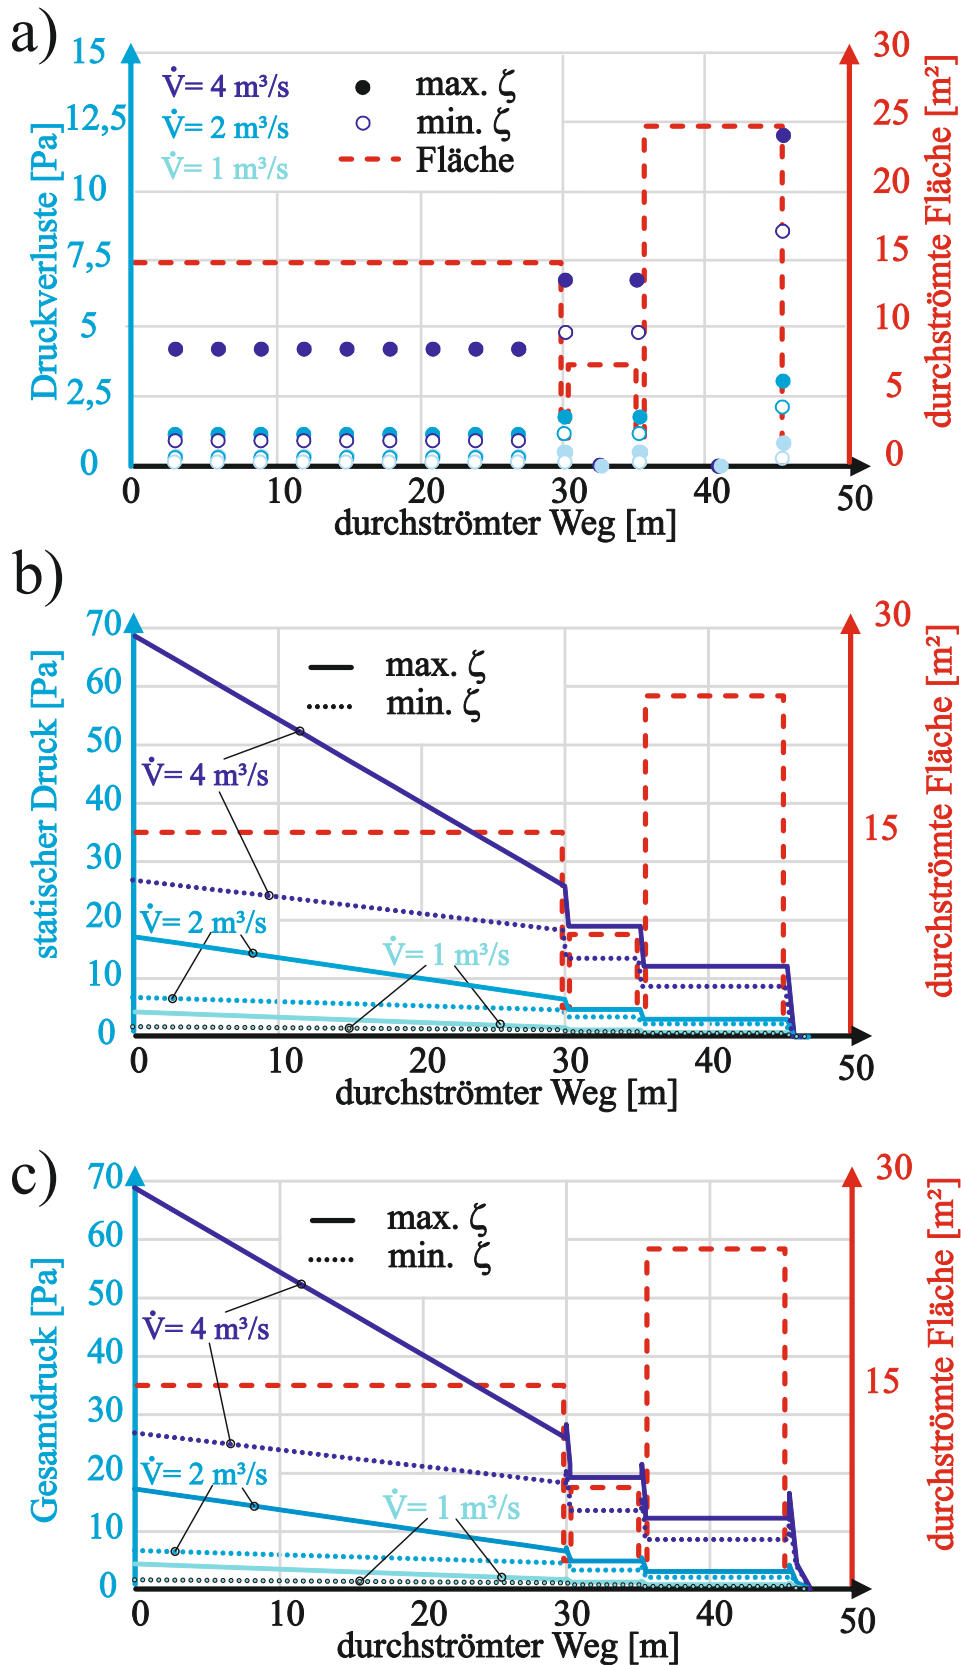 a)
15
12,5
10
7,5
5
2,5
0
Druckverluste [Pa]
V̇= 4 m³/s
V̇= 2 m³/s
V̇= 1 m³/s
max. ζ
min. ζ
Fläche
30
25
20
15
10
5
0
durchströmte Fläche [m²]
0
10
20
30
40
50
durchströmter Weg [m]
b)
70
60
50
40
30
20
10
0
statischer Druck [Pa]
max. ζ
min. ζ
V̇= 4 m³/s
V̇= 2 m³/s
V̇= 1 m³/s
30
15
durchströmte Fläche [m²]
0
10
20
30
40
50
durchströmter Weg [m]
c)
70
60
50
40
30
20
10
0
Gesamtdruck [Pa]
max. ζ
min. ζ
V̇= 4 m³/s
V̇= 2 m³/s
V̇= 1 m³/s
30
15
durchströmte Fläche [m²]
0
10
20
30
40
50
durchströmter Weg [m]